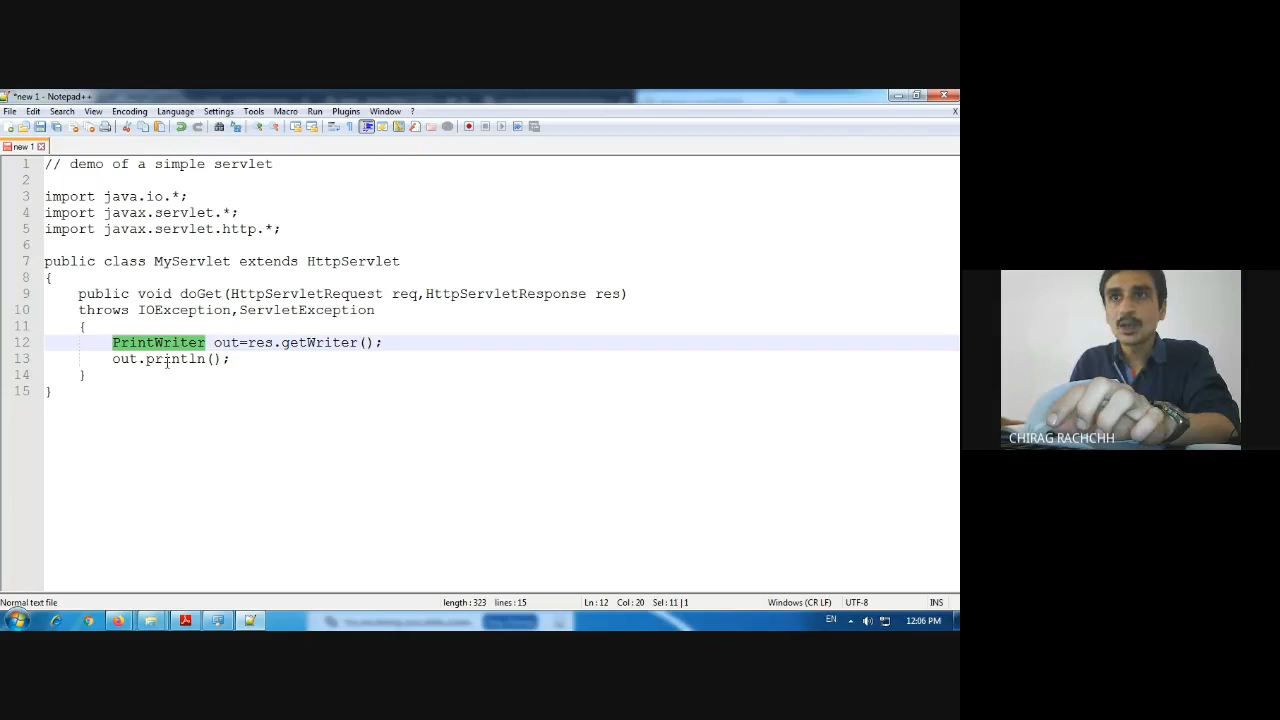 *new 1 - Notepad++
File Edit Search View Encoding Language Settings Tools Macro Run Plugins Window ?
X
new 1
1 // demo of a simple servlet
2
3 import java.io.*;
4 import javax.servlet.*;
5 import javax.servlet.http.*;
6
7 public class MyServlet extends HttpServlet
8 {
9 public void doGet(HttpServletRequest req,HttpServletResponse res)
10 throws IOException,ServletException
11 {
12 PrintWriter out=res.getWriter();
13 out.println();
14 }
15 }
CHIRAG RACHCHH
Normal text file length : 323 lines : 15 Ln : 12 Col : 20 Sel : 11 | 1 Windows (CR LF) UTF-8 INS
EN 12:06 PM